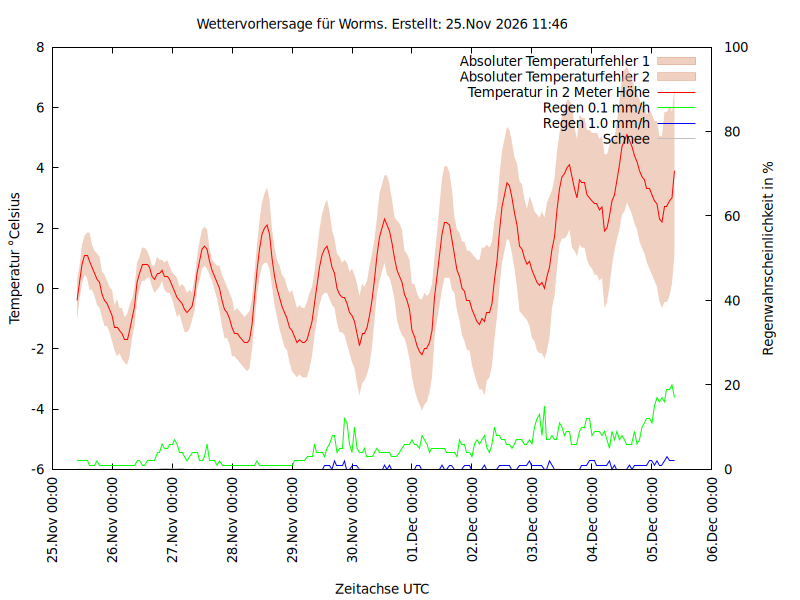 Wettervorhersage für Worms. Erstellt: 25.Nov 2026 11:46
Absoluter Temperaturfehler 1
Absoluter Temperaturfehler 2
Temperatur in 2 Meter Höhe
Regen 0.1 mm/h
Regen 1.0 mm/h
Schnee
Temperatur °Celsius
8
6
4
2
0
-2
-4
-6
100
80
60
40
20
0
Regenwahrscheinlichkeit in %
25.Nov 00:00
26.Nov 00:00
27.Nov 00:00
28.Nov 00:00
29.Nov 00:00
30.Nov 00:00
01.Dec 00:00
02.Dec 00:00
03.Dec 00:00
04.Dec 00:00
05.Dec 00:00
06.Dec 00:00
Zeitachse UTC